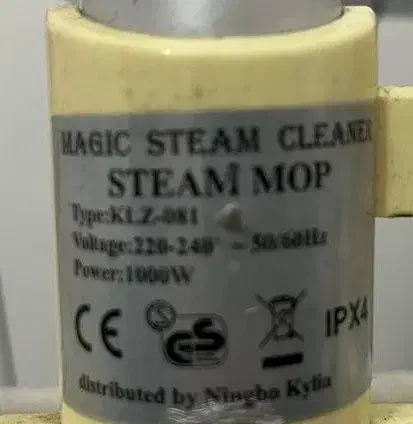 MAGIC STEAM CLEANER
STEAM MOP
Type:KLZ-081
Voltage:220-240 ~ 50/60Hz
Power:1000W
CE GS IPX4
distributed by Ningbo Kylia